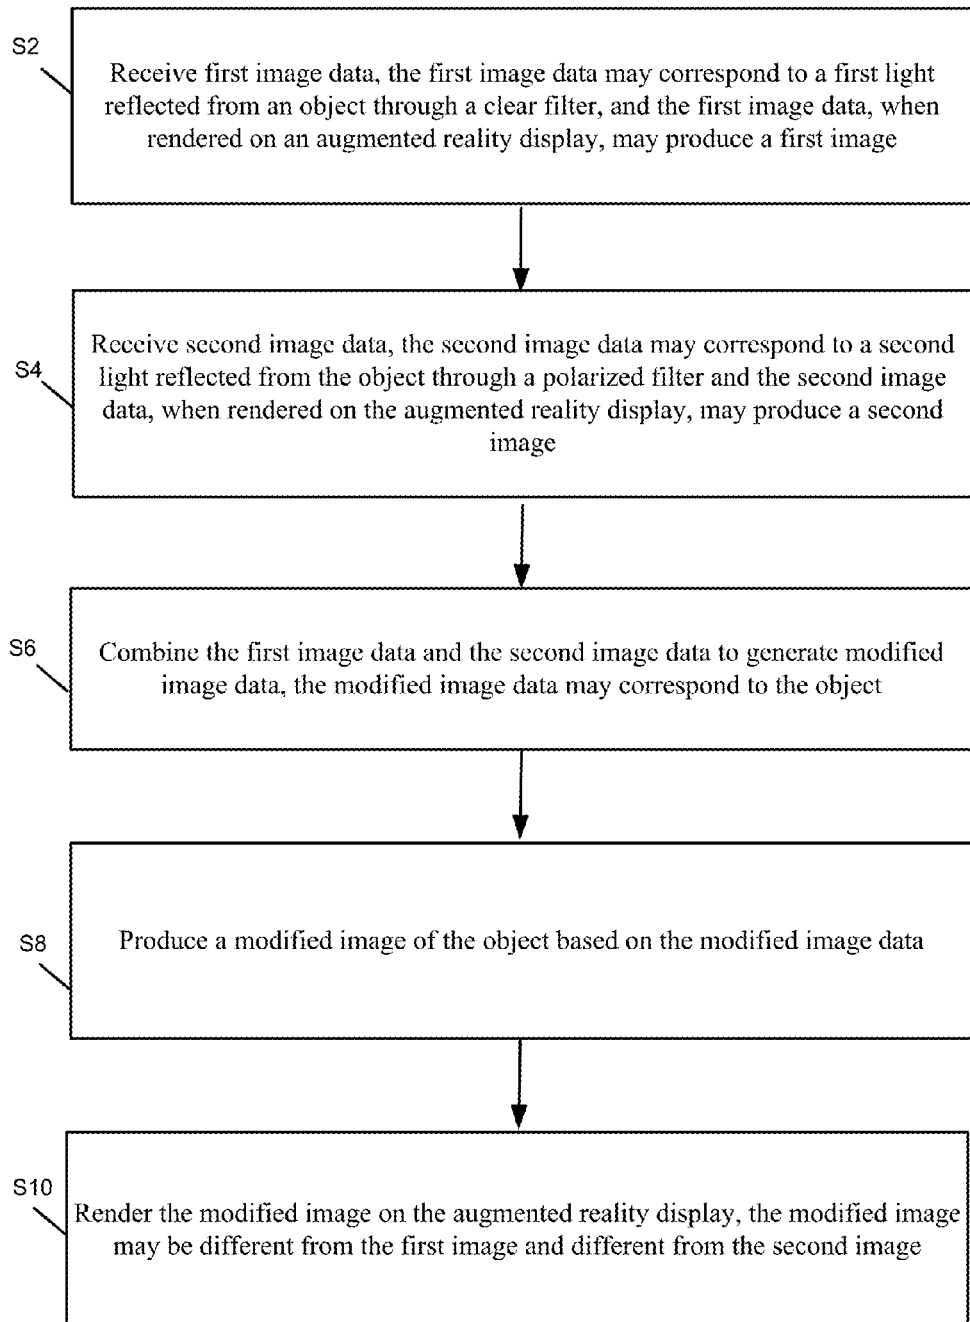 S2
Receive first image data, the first image data may correspond to a first light
reflected from an object through a clear filter, and the first image data, when
rendered on an augmented reality display, may produce a first image
S4
Receive second image data, the second image data may correspond to a second
light reflected from the object through a polarized filter and the second image
data, when rendered on the augmented reality display, may produce a second
image
S6
Combine the first image data and the second image data to generate modified
image data, the modified image data may correspond to the object
S8
Produce a modified image of the object based on the modified image data
S10
Render the modified image on the augmented reality display, the modified image
may be different from the first image and different from the second image